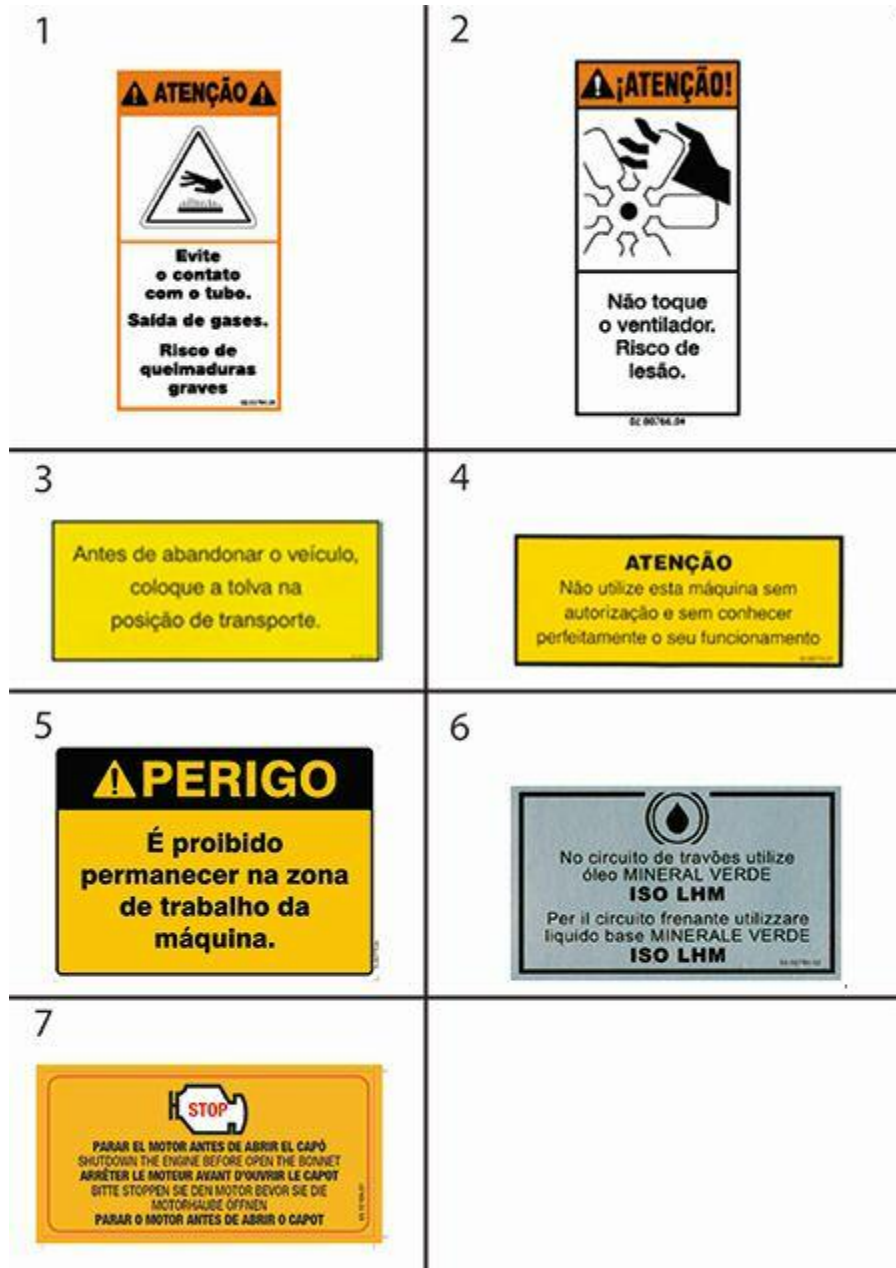 1
ATENÇÃO
Evite
o contato
com o tubo.
Saída de gases.
Risco de
queimaduras
graves
2
¡ATENÇÃO!
Não toque
o ventilador.
Risco de
lesão.
3
Antes de abandonar o veículo,
coloque a tolva na
posição de transporte.
4
ATENÇÃO
Não utilize esta máquina sem
autorização e sem conhecer
perfeitamente o seu funcionamento
5
PERIGO
É proibido
permanecer na zona
de trabalho da
máquina.
6
No circuito de travões utilize
óleo MINERAL VERDE
ISO LHM
Per il circuito frenante utilizzare
liquido base MINERALE VERDE
ISO LHM
7
STOP
PARAR EL MOTOR ANTES DE ABRIR EL CAPÓ
SHUTDOWN THE ENGINE BEFORE OPEN THE BONNET
ARRÊTER LE MOTEUR AVANT D'OUVRIR LE CAPOT
BITTE STOPPEN SIE DEN MOTOR BEVOR SIE DIE
MOTORHAUBE ÖFFNEN
PARAR O MOTOR ANTES DE ABRIR O CAPOT